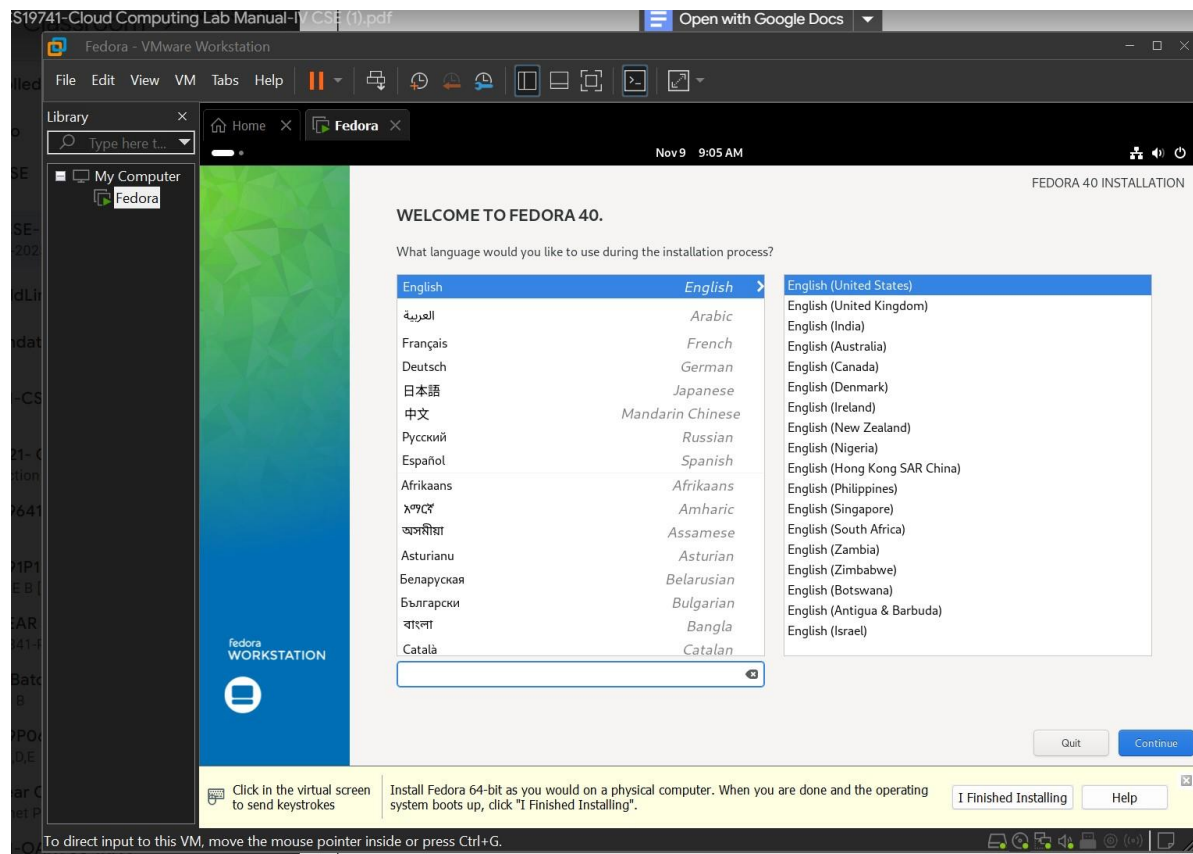 S19741-Cloud Computing Lab Manual-IV CSE (1).pdf
Open with Google Docs
Fedora - VMware Workstation
File Edit View VM Tabs Help
Library
Type here t...
Home
Fedora
Nov 9 9:05 AM
My Computer
Fedora
FEDORA 40 INSTALLATION
WELCOME TO FEDORA 40.
What language would you like to use during the installation process?
English English
العربية Arabic
Français French
Deutsch German
日本語 Japanese
中文 Mandarin Chinese
Русский Russian
Español Spanish
Afrikaans Afrikaans
አማርኛ Amharic
অসমীয়া Assamese
Asturianu Asturian
Беларуская Belarusian
Български Bulgarian
বাংলা Bangla
Català Catalan
English (United States)
English (United Kingdom)
English (India)
English (Australia)
English (Canada)
English (Denmark)
English (Ireland)
English (New Zealand)
English (Nigeria)
English (Hong Kong SAR China)
English (Philippines)
English (Singapore)
English (South Africa)
English (Zambia)
English (Zimbabwe)
English (Botswana)
English (Antigua & Barbuda)
English (Israel)
fedora
WORKSTATION
Quit
Continue
Click in the virtual screen
to send keystrokes
Install Fedora 64-bit as you would on a physical computer. When you are done and the operating
system boots up, click "I Finished Installing".
I Finished Installing
Help
To direct input to this VM, move the mouse pointer inside or press Ctrl+G.